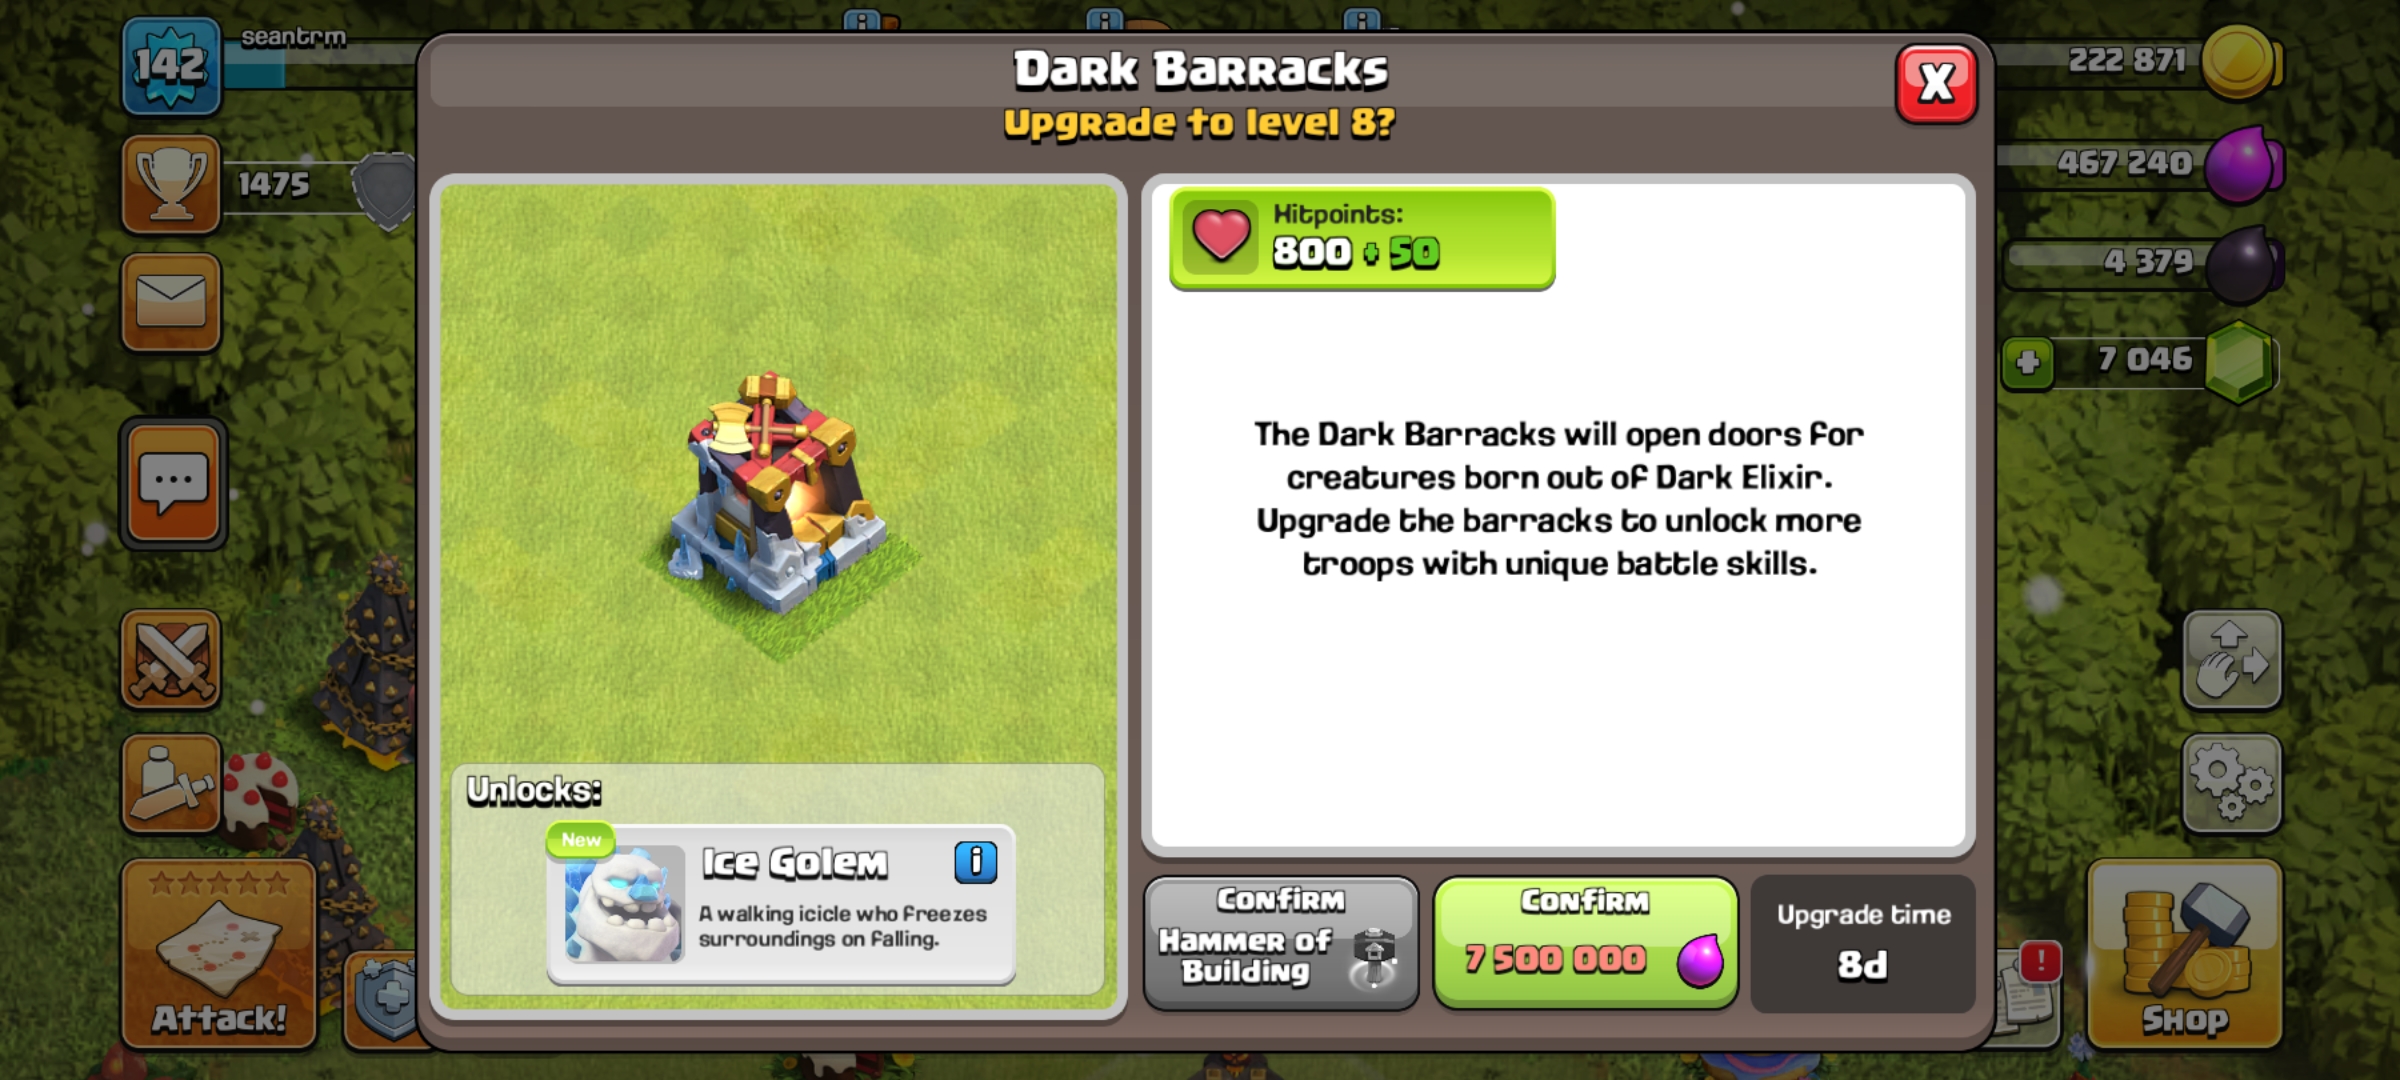 142
seantrm
1475
Dark Barracks
Upgrade to level 8?
X
222 871
467 240
4 379
7 046
Hitpoints:
800 + 50
The Dark Barracks will open doors for
creatures born out of Dark Elixir.
Upgrade the barracks to unlock more
troops with unique battle skills.
Unlocks:
New
Ice Golem
i
A walking icicle who freezes
surroundings on falling.
Confirm
Hammer of
Building
Confirm
7 500 000
Upgrade time
8d
Attack!
!
Shop